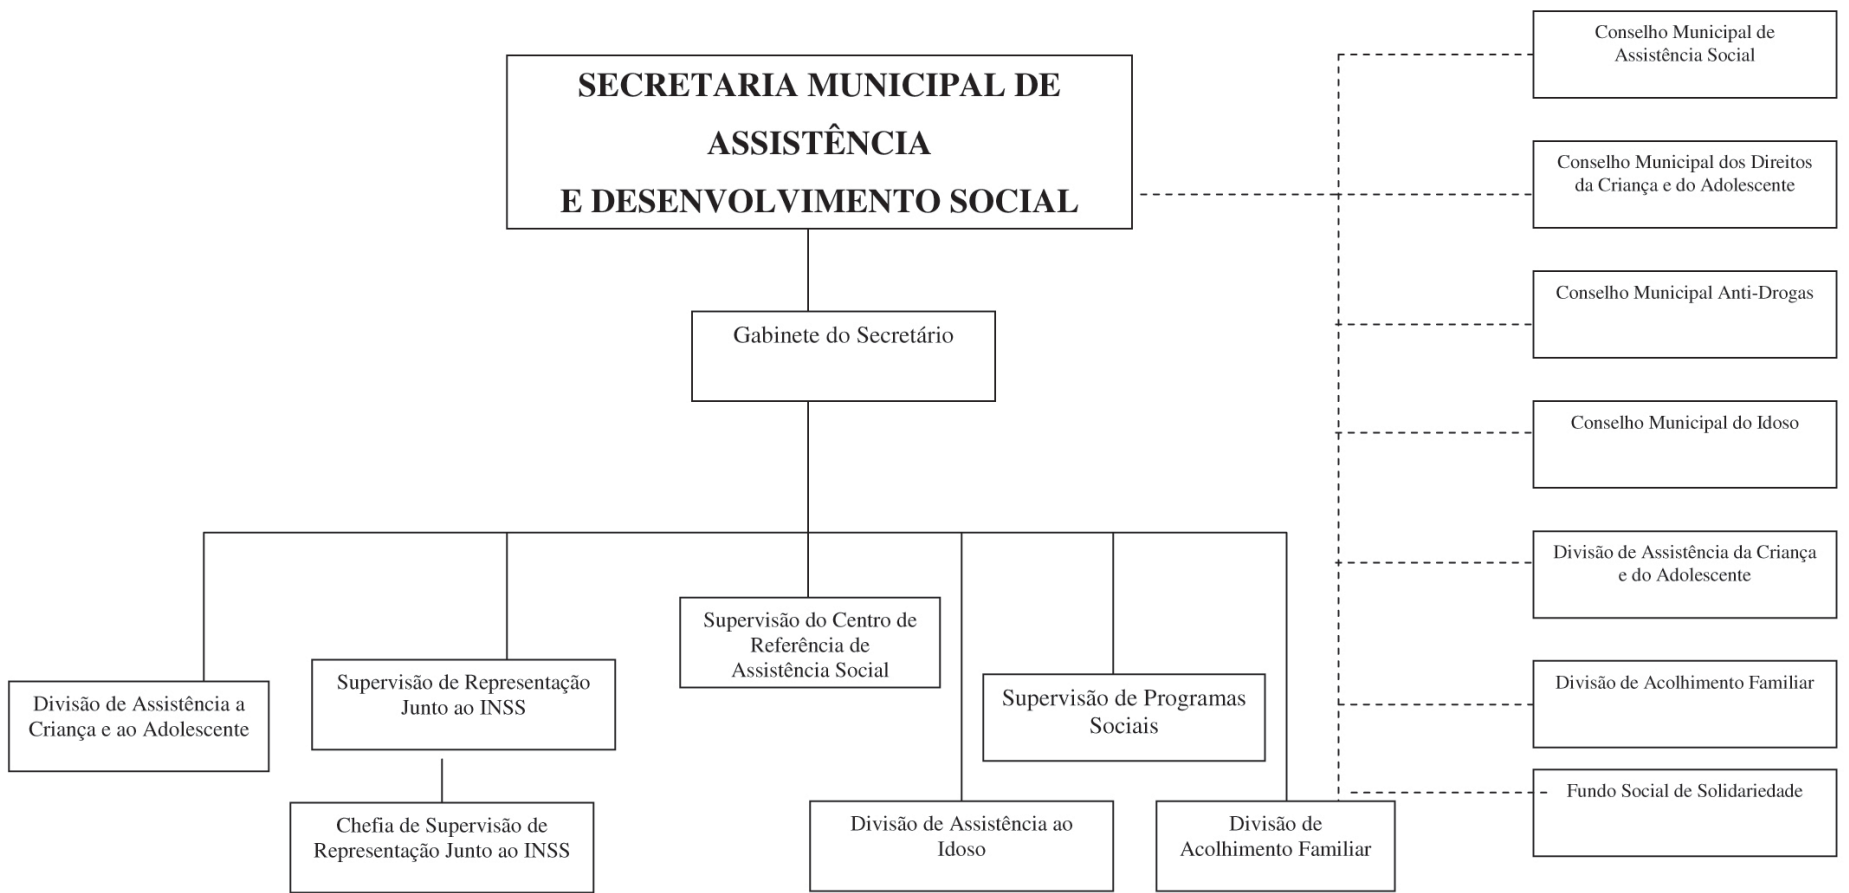 SECRETARIA MUNICIPAL DE
ASSISTÊNCIA
E DESENVOLVIMENTO SOCIAL
Gabinete do Secretário
Divisão de Assistência a
Criança e ao Adolescente
Supervisão de Representação
Junto ao INSS
Chefia de Supervisão de
Representação Junto ao INSS
Supervisão do Centro de
Referência de
Assistência Social
Divisão de Assistência ao
Idoso
Supervisão de Programas
Sociais
Divisão de
Acolhimento Familiar
Conselho Municipal de
Assistência Social
Conselho Municipal dos Direitos
da Criança e do Adolescente
Conselho Municipal Anti-Drogas
Conselho Municipal do Idoso
Divisão de Assistência da Criança
e do Adolescente
Divisão de Acolhimento Familiar
Fundo Social de Solidariedade